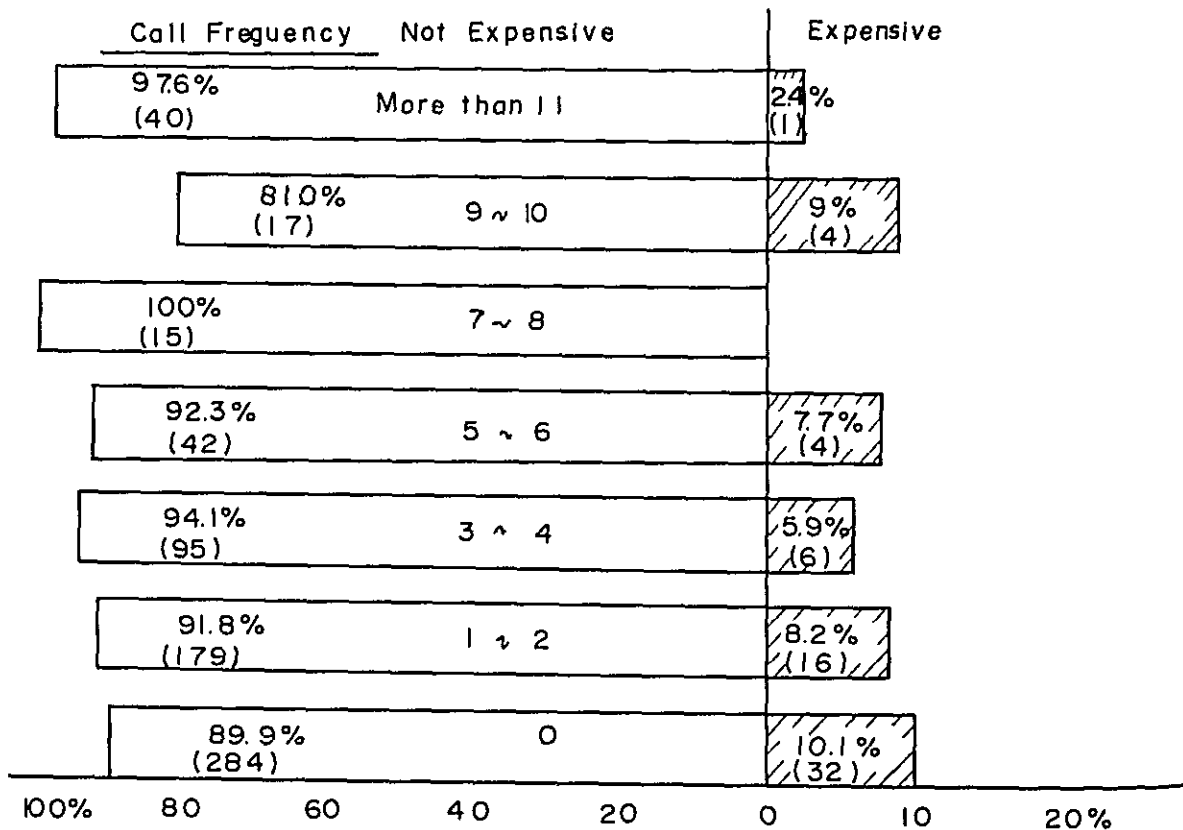 Call Freguency Not Expensive Expensive
97.6% More than 11 2.4%
(40) (1)
81.0% 9 ~ 10 9%
(17) (4)
100% 7 ~ 8
(15)
92.3% 5 ~ 6 7.7%
(42) (4)
94.1% 3 ~ 4 5.9%
(95) (6)
91.8% 1 ~ 2 8.2%
(179) (16)
89.9% 0 10.1%
(284) (32)
100% 80 60 40 20 0 10 20%